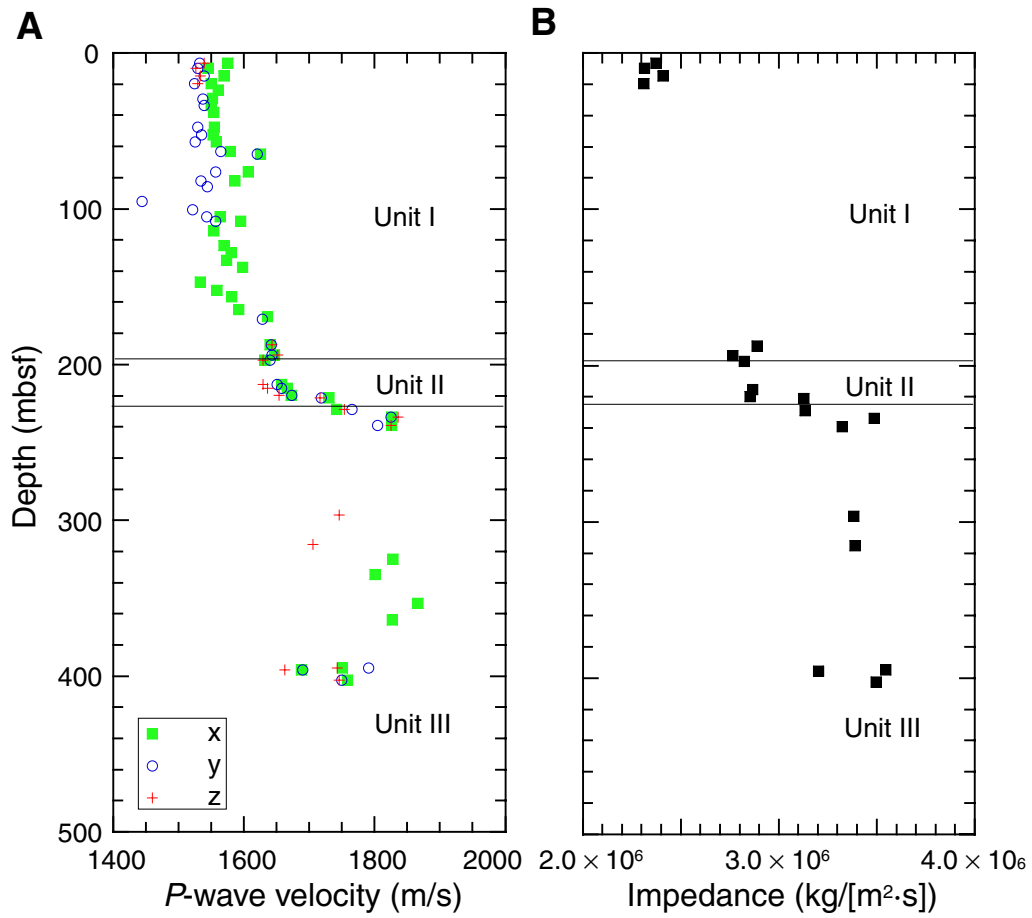 A
B
0
100
200
300
400
500
Depth (mbsf)
Unit I
Unit II
Unit III
x
y
z
1400 1600 1800 2000
P-wave velocity (m/s)
Unit I
Unit II
Unit III
2.0 × 10⁶ 3.0 × 10⁶ 4.0 × 10⁶
Impedance (kg/[m²·s])